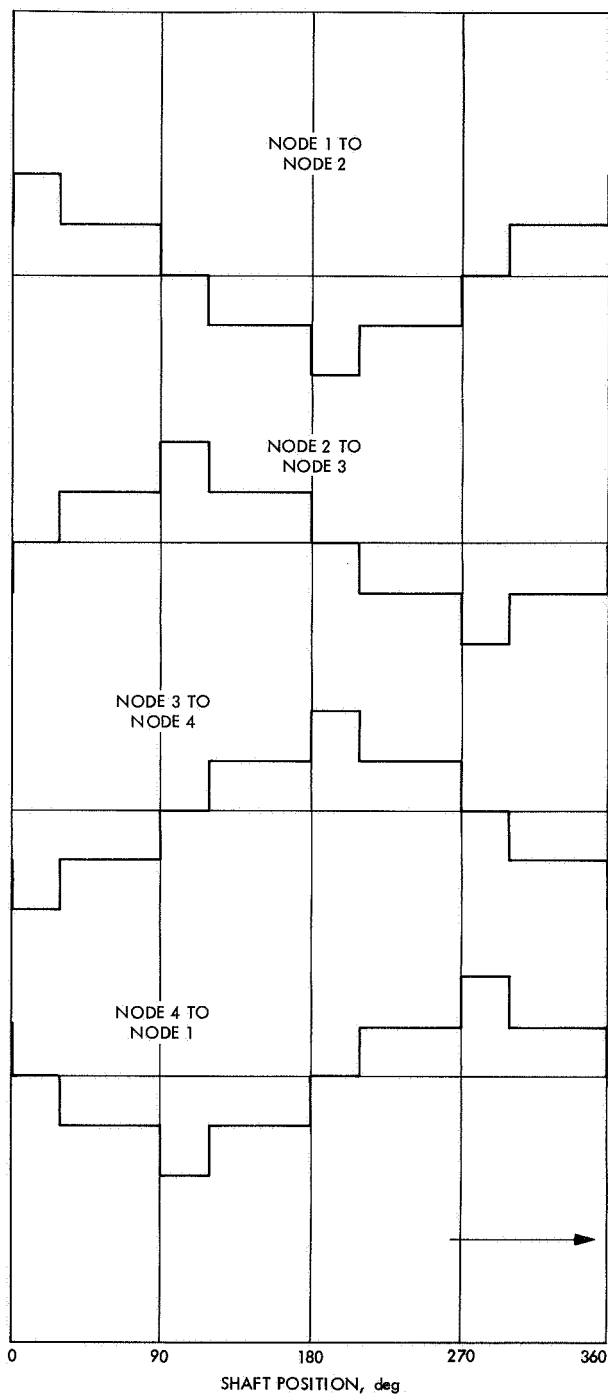 NODE 1 TO
NODE 2
NODE 2 TO
NODE 3
NODE 3 TO
NODE 4
NODE 4 TO
NODE 1
0 90 180 270 360
SHAFT POSITION, deg